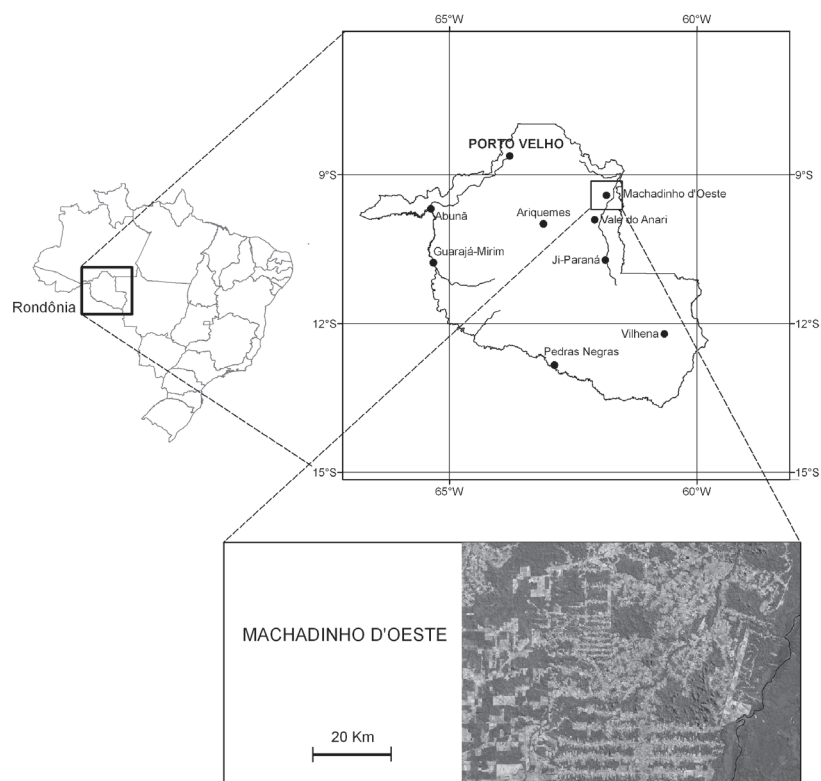 65°W 60°W
PORTO VELHO
9°S 9°S
Machadinho d'Oeste
Abunã
Ariquemes
Vale do Anari
Guarajá-Mirim
Ji-Paraná
Rondônia
12°S 12°S
Vilhena
Pedras Negras
15°S 15°S
65°W 60°W
MACHADINHO D'OESTE
20 Km